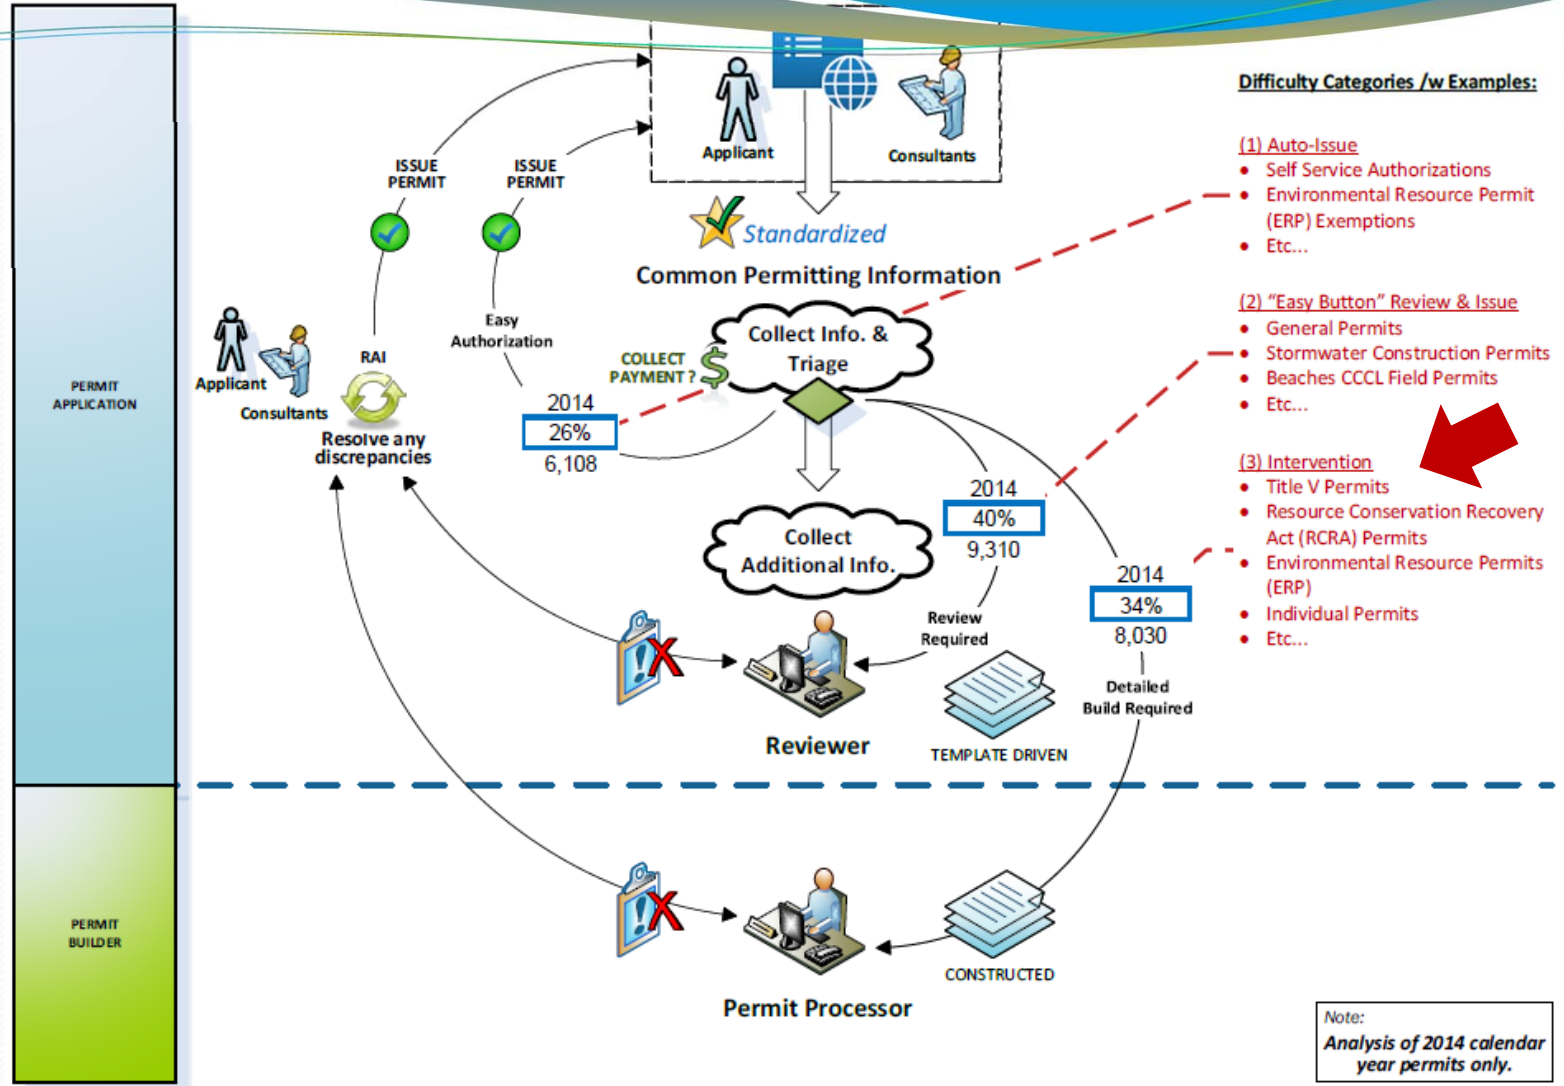 PERMIT
APPLICATION
PERMIT
BUILDER
Applicant
Consultants
ISSUE
PERMIT
ISSUE
PERMIT
Standardized
Common Permitting Information
Collect Info. &
Triage
COLLECT
PAYMENT ?
$
Easy
Authorization
2014
26%
6,108
Applicant
Consultants
RAI
Resolve any
discrepancies
Collect
Additional Info.
2014
40%
9,310
Review
Required
2014
34%
8,030
Detailed
Build Required
X
Reviewer
TEMPLATE DRIVEN
X
Permit Processor
CONSTRUCTED
Difficulty Categories /w Examples:
(1) Auto-Issue
• Self Service Authorizations
• Environmental Resource Permit
(ERP) Exemptions
• Etc...
(2) “Easy Button” Review & Issue
• General Permits
• Stormwater Construction Permits
• Beaches CCCL Field Permits
• Etc...
(3) Intervention
• Title V Permits
• Resource Conservation Recovery
Act (RCRA) Permits
• Environmental Resource Permits
(ERP)
• Individual Permits
• Etc...
Note:
Analysis of 2014 calendar
year permits only.